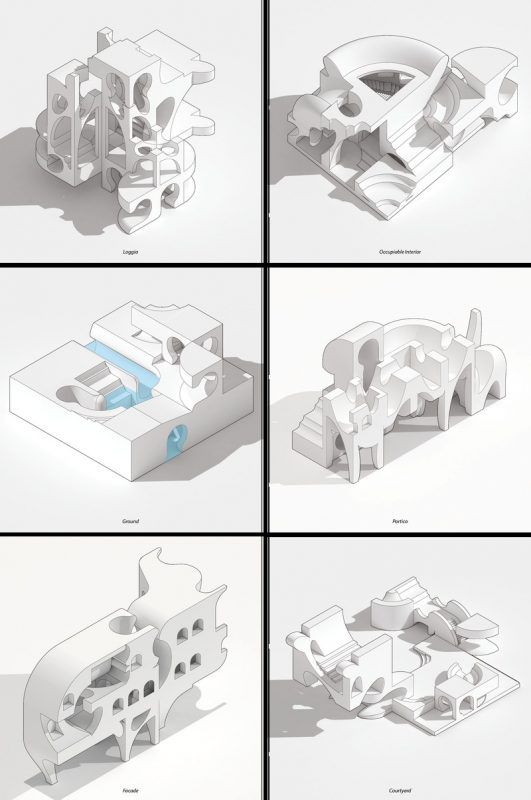 Loggia
Occupiable Interior
Ground
Portico
Facade
Courtyard